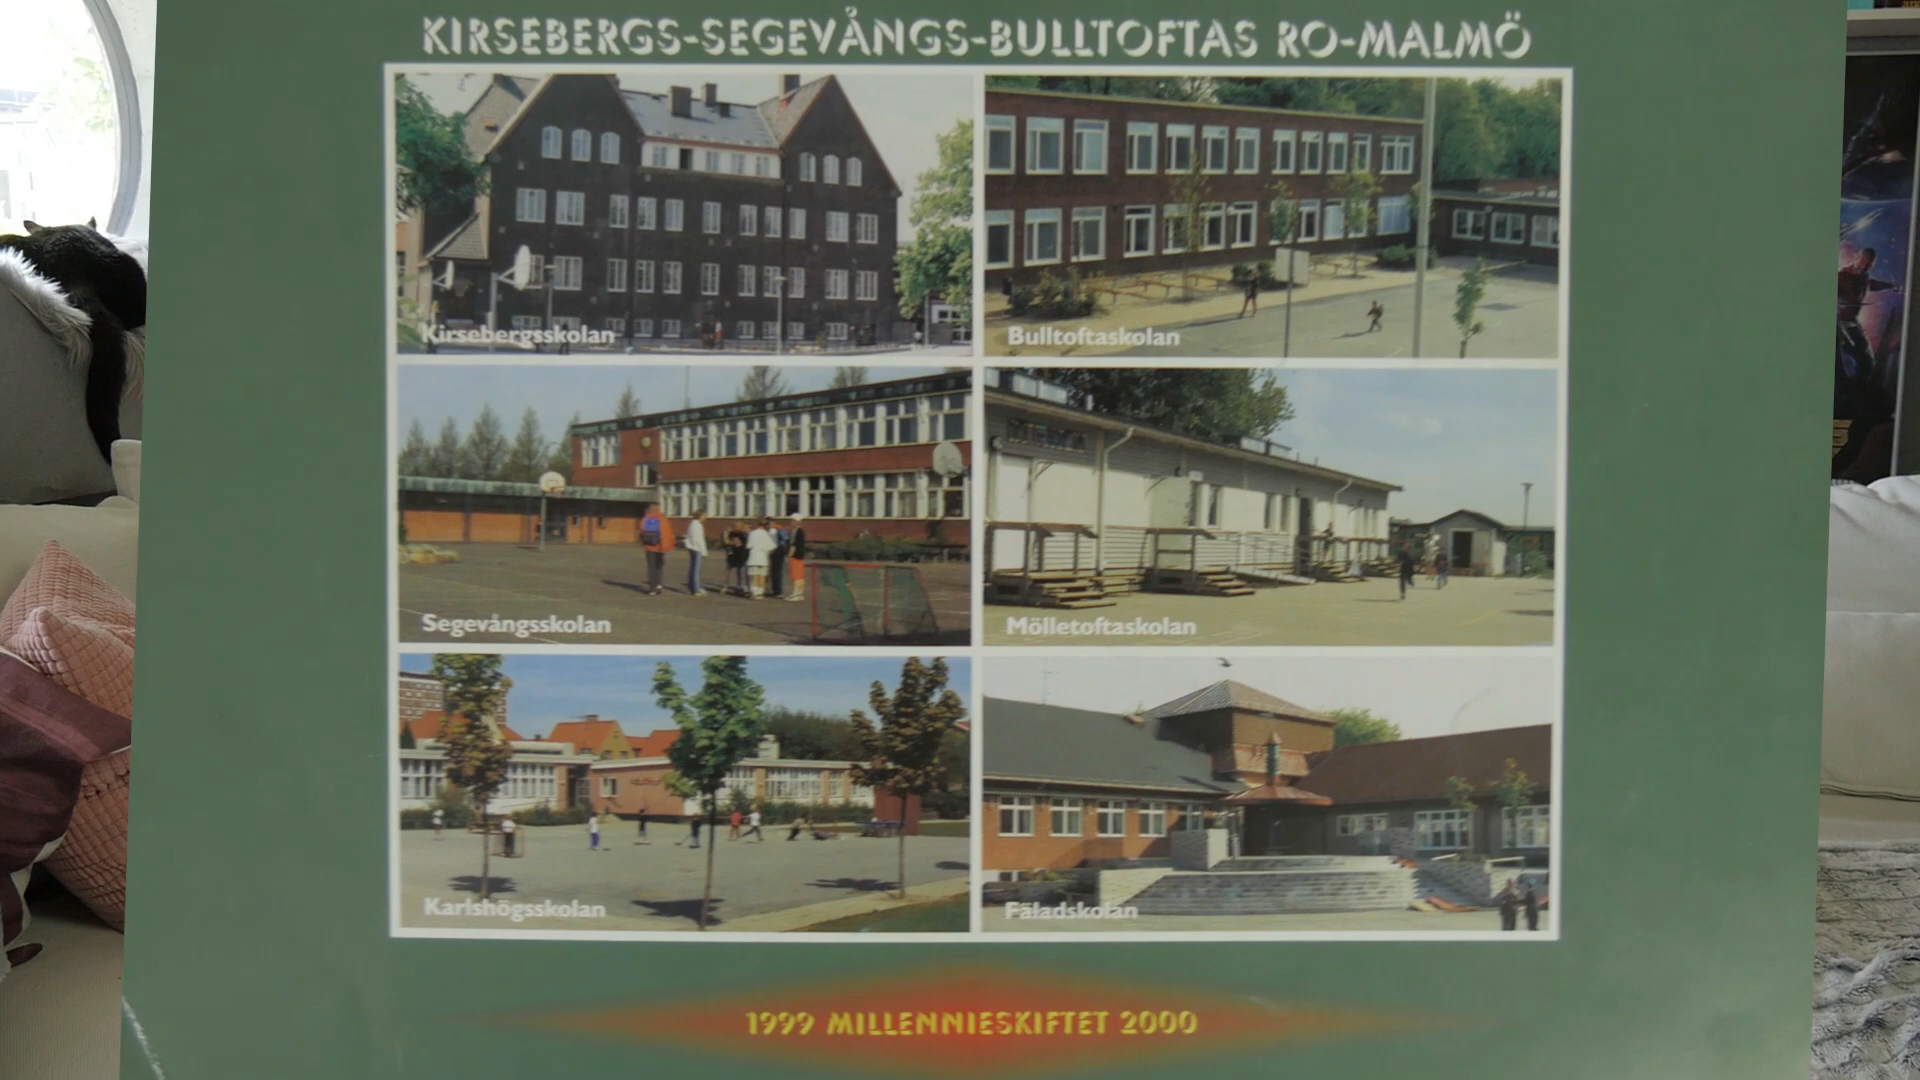 KIRSEBERGS-SEGEVÅNGS-BULLTOFTAS RO-MALMÖ
Kirsebergsskolan
Bulltoftaskolan
Segevångsskolan
Mölletoftaskolan
Karlshögsskolan
Fäladskolan
1999 MILLENNIESKIFTET 2000